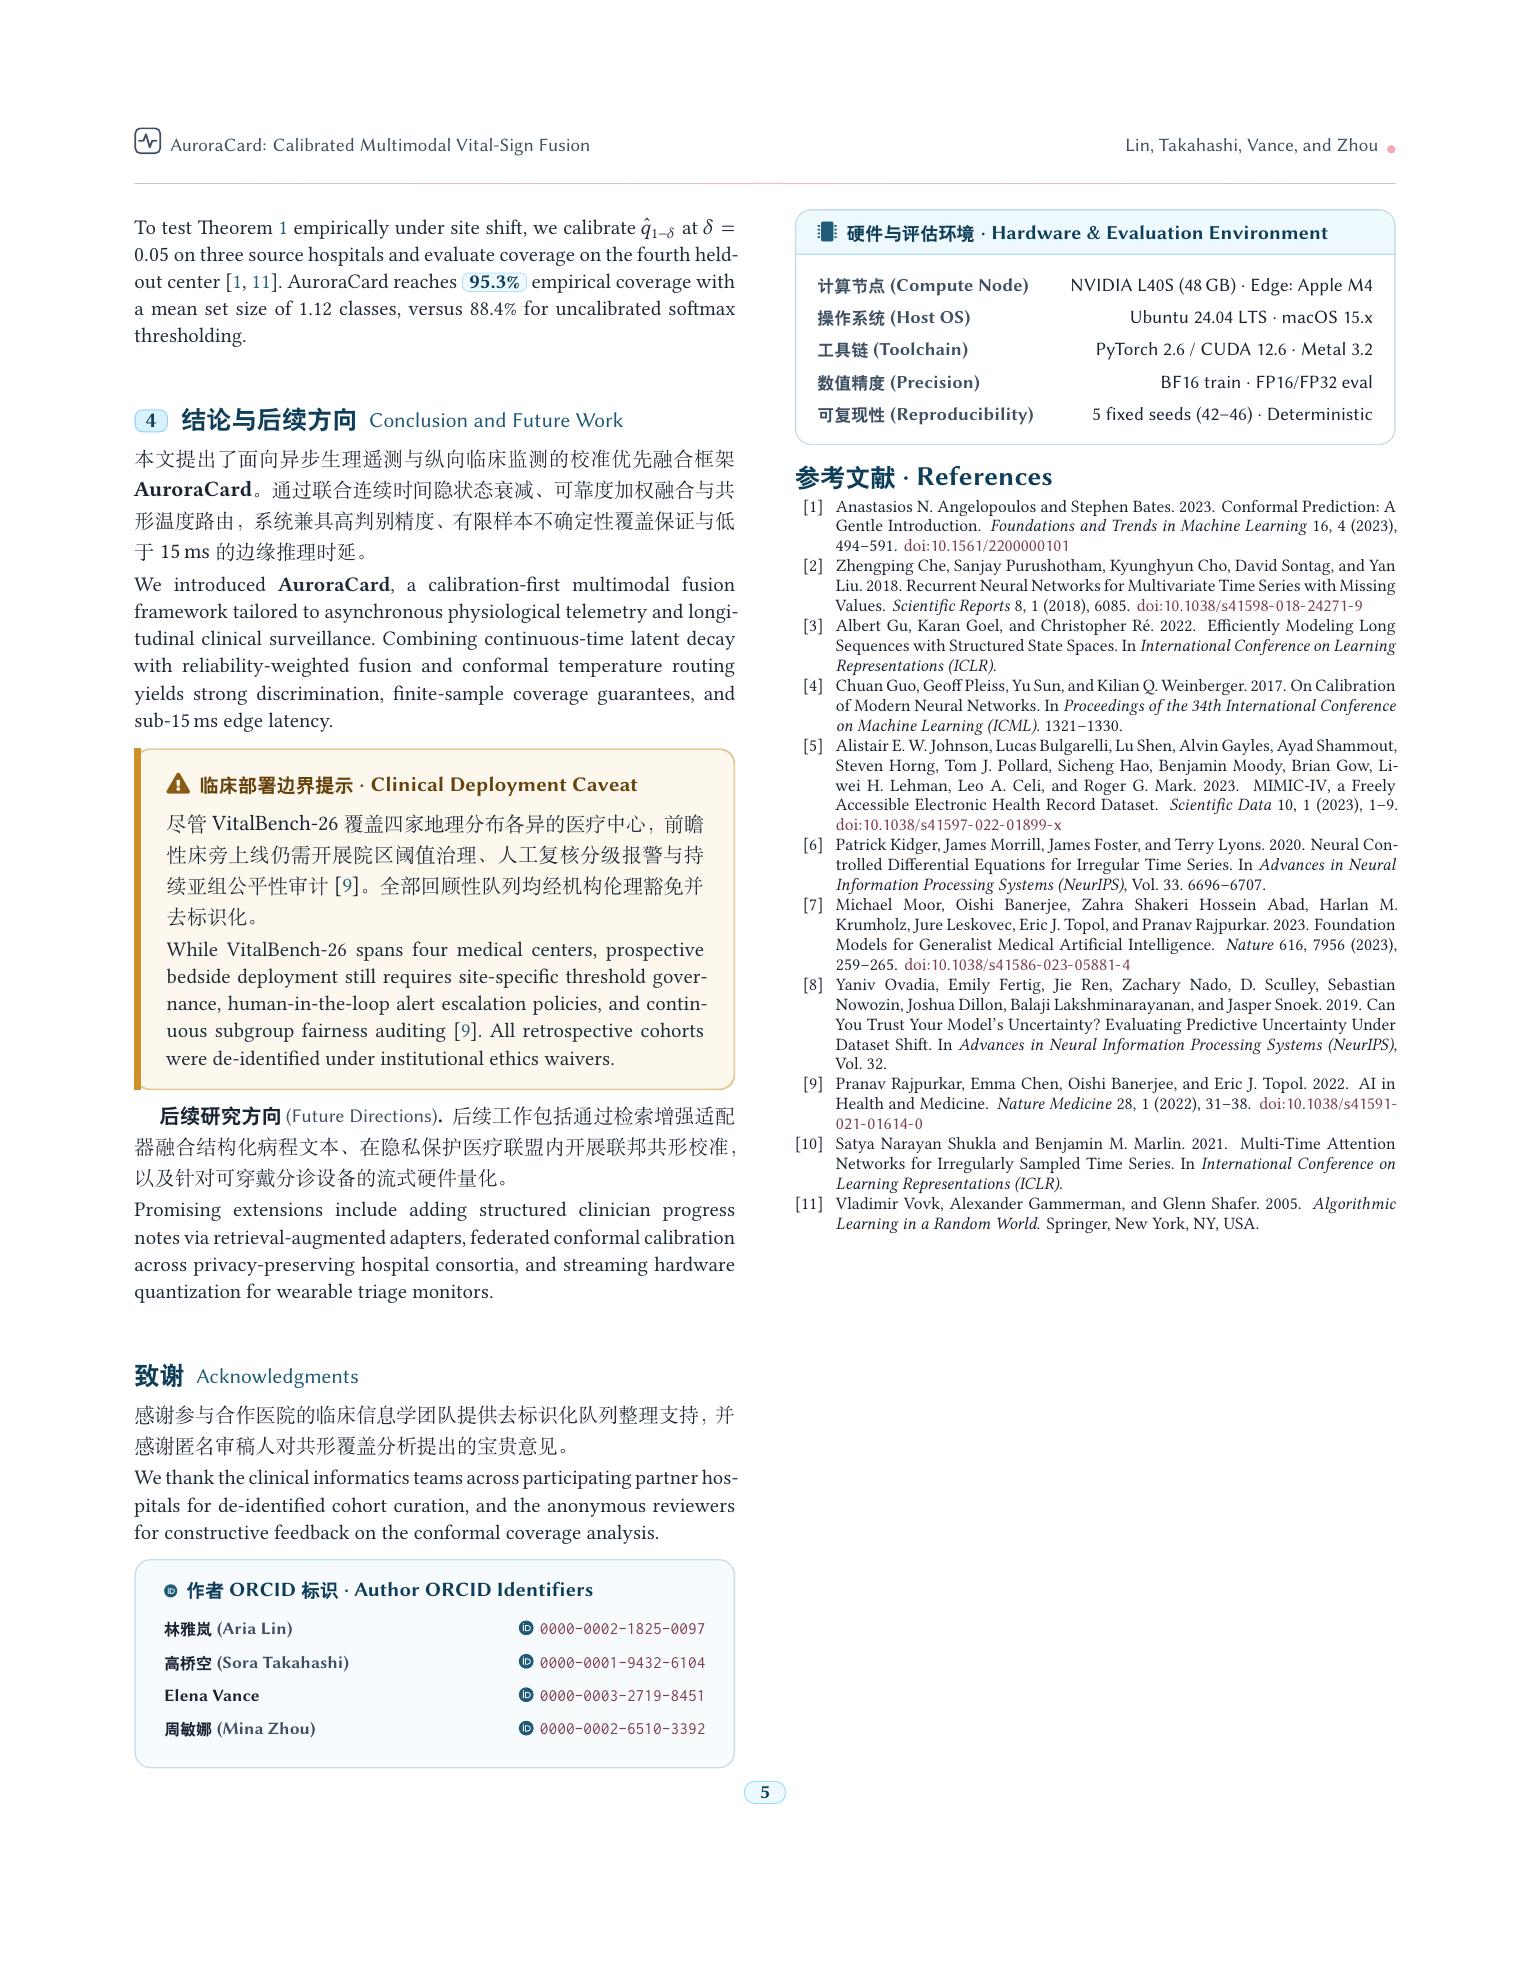 AuroraCard: Calibrated Multimodal Vital-Sign Fusion
Lin, Takahashi, Vance, and Zhou
To test Theorem 1 empirically under site shift, we calibrate q̂1−δ at δ =
0.05 on three source hospitals and evaluate coverage on the fourth held-
out center [1, 11]. AuroraCard reaches 95.3% empirical coverage with
a mean set size of 1.12 classes, versus 88.4% for uncalibrated softmax
thresholding.
4 结论与后续方向 Conclusion and Future Work
本文提出了面向异步生理遥测与纵向临床监测的校准优先融合框架
AuroraCard。通过联合连续时间隐状态衰减、可靠度加权融合与共
形温度路由，系统兼具高判别精度、有限样本不确定性覆盖保证与低
于 15 ms 的边缘推理时延。
We introduced AuroraCard, a calibration-first multimodal fusion
framework tailored to asynchronous physiological telemetry and longi-
tudinal clinical surveillance. Combining continuous-time latent decay
with reliability-weighted fusion and conformal temperature routing
yields strong discrimination, finite-sample coverage guarantees, and
sub-15 ms edge latency.
临床部署边界提示 · Clinical Deployment Caveat
尽管 VitalBench-26 覆盖四家地理分布各异的医疗中心，前瞻
性床旁上线仍需开展院区阈值治理、人工复核分级报警与持
续亚组公平性审计 [9]。全部回顾性队列均经机构伦理豁免并
去标识化。
While VitalBench-26 spans four medical centers, prospective
bedside deployment still requires site-specific threshold gover-
nance, human-in-the-loop alert escalation policies, and contin-
uous subgroup fairness auditing [9]. All retrospective cohorts
were de-identified under institutional ethics waivers.
后续研究方向 (Future Directions). 后续工作包括通过检索增强适配
器融合结构化病程文本、在隐私保护医疗联盟内开展联邦共形校准，
以及针对可穿戴分诊设备的流式硬件量化。
Promising extensions include adding structured clinician progress
notes via retrieval-augmented adapters, federated conformal calibration
across privacy-preserving hospital consortia, and streaming hardware
quantization for wearable triage monitors.
致谢 Acknowledgments
感谢参与合作医院的临床信息学团队提供去标识化队列整理支持，并
感谢匿名审稿人对共形覆盖分析提出的宝贵意见。
We thank the clinical informatics teams across participating partner hos-
pitals for de-identified cohort curation, and the anonymous reviewers
for constructive feedback on the conformal coverage analysis.
作者 ORCID 标识 · Author ORCID Identifiers
林雅岚 (Aria Lin) iD 0000-0002-1825-0097
高桥空 (Sora Takahashi) iD 0000-0001-9432-6104
Elena Vance iD 0000-0003-2719-8451
周敏娜 (Mina Zhou) iD 0000-0002-6510-3392
硬件与评估环境 · Hardware & Evaluation Environment
计算节点 (Compute Node) NVIDIA L40S (48 GB) · Edge: Apple M4
操作系统 (Host OS) Ubuntu 24.04 LTS · macOS 15.x
工具链 (Toolchain) PyTorch 2.6 / CUDA 12.6 · Metal 3.2
数值精度 (Precision) BF16 train · FP16/FP32 eval
可复现性 (Reproducibility) 5 fixed seeds (42–46) · Deterministic
参考文献 · References
[1] Anastasios N. Angelopoulos and Stephen Bates. 2023. Conformal Prediction: A
Gentle Introduction. Foundations and Trends in Machine Learning 16, 4 (2023),
494–591. doi:10.1561/2200000101
[2] Zhengping Che, Sanjay Purushotham, Kyunghyun Cho, David Sontag, and Yan
Liu. 2018. Recurrent Neural Networks for Multivariate Time Series with Missing
Values. Scientific Reports 8, 1 (2018), 6085. doi:10.1038/s41598-018-24271-9
[3] Albert Gu, Karan Goel, and Christopher Ré. 2022. Efficiently Modeling Long
Sequences with Structured State Spaces. In International Conference on Learning
Representations (ICLR).
[4] Chuan Guo, Geoff Pleiss, Yu Sun, and Kilian Q. Weinberger. 2017. On Calibration
of Modern Neural Networks. In Proceedings of the 34th International Conference
on Machine Learning (ICML). 1321–1330.
[5] Alistair E. W. Johnson, Lucas Bulgarelli, Lu Shen, Alvin Gayles, Ayad Shammout,
Steven Horng, Tom J. Pollard, Sicheng Hao, Benjamin Moody, Brian Gow, Li-
wei H. Lehman, Leo A. Celi, and Roger G. Mark. 2023. MIMIC-IV, a Freely
Accessible Electronic Health Record Dataset. Scientific Data 10, 1 (2023), 1–9.
doi:10.1038/s41597-022-01899-x
[6] Patrick Kidger, James Morrill, James Foster, and Terry Lyons. 2020. Neural Con-
trolled Differential Equations for Irregular Time Series. In Advances in Neural
Information Processing Systems (NeurIPS), Vol. 33. 6696–6707.
[7] Michael Moor, Oishi Banerjee, Zahra Shakeri Hossein Abad, Harlan M.
Krumholz, Jure Leskovec, Eric J. Topol, and Pranav Rajpurkar. 2023. Foundation
Models for Generalist Medical Artificial Intelligence. Nature 616, 7956 (2023),
259–265. doi:10.1038/s41586-023-05881-4
[8] Yaniv Ovadia, Emily Fertig, Jie Ren, Zachary Nado, D. Sculley, Sebastian
Nowozin, Joshua Dillon, Balaji Lakshminarayanan, and Jasper Snoek. 2019. Can
You Trust Your Model's Uncertainty? Evaluating Predictive Uncertainty Under
Dataset Shift. In Advances in Neural Information Processing Systems (NeurIPS),
Vol. 32.
[9] Pranav Rajpurkar, Emma Chen, Oishi Banerjee, and Eric J. Topol. 2022. AI in
Health and Medicine. Nature Medicine 28, 1 (2022), 31–38. doi:10.1038/s41591-
021-01614-0
[10] Satya Narayan Shukla and Benjamin M. Marlin. 2021. Multi-Time Attention
Networks for Irregularly Sampled Time Series. In International Conference on
Learning Representations (ICLR).
[11] Vladimir Vovk, Alexander Gammerman, and Glenn Shafer. 2005. Algorithmic
Learning in a Random World. Springer, New York, NY, USA.
5